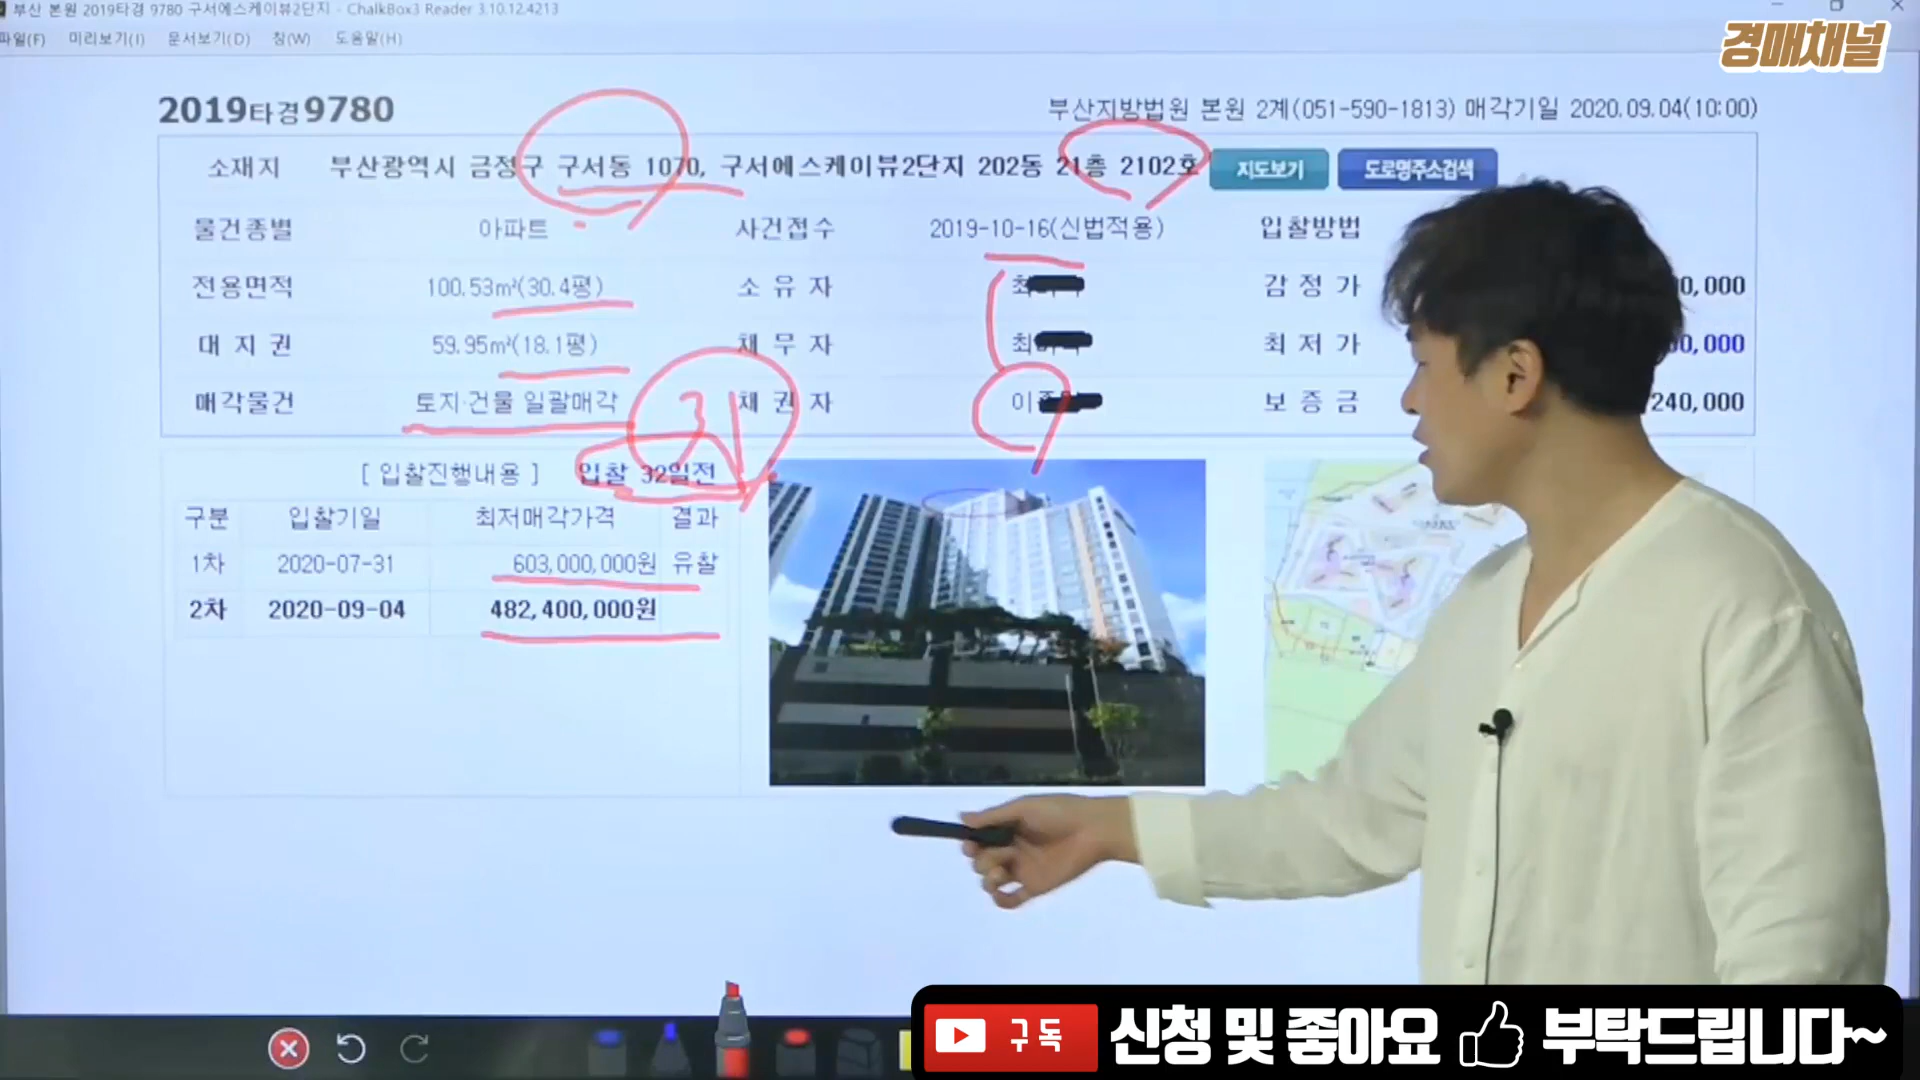 부산 본원 2019타경 9780 구서에스케이뷰2단지 - ChalkBox3 Reader 3.10.12.4213
파일(F) 미리보기(I) 문서보기(D) 창(W) 도움말(H)
경매채널
2019타경9780
부산지방법원 본원 2계(051-590-1813) 매각기일 2020.09.04(10:00)
소재지 부산광역시 금정구 구서동 1070, 구서에스케이뷰2단지 202동 21층 2102호 지도보기 도로명주소검색
물건종별 아파트 사건접수 2019-10-16(신법적용) 입찰방법
전용면적 100.53㎡(30.4평) 소 유 자 최 감 정 가 0,000
대 지 권 59.95㎡(18.1평) 채 무 자 최 최 저 가 00,000
매각물건 토지·건물 일괄매각 31 채 권 자 이 보 증 금 240,000
[ 입찰진행내용 ] 입찰 32일전
구분 입찰기일 최저매각가격 결과
1차 2020-07-31 603,000,000원 유찰
2차 2020-09-04 482,400,000원
구독 신청 및 좋아요 부탁드립니다~